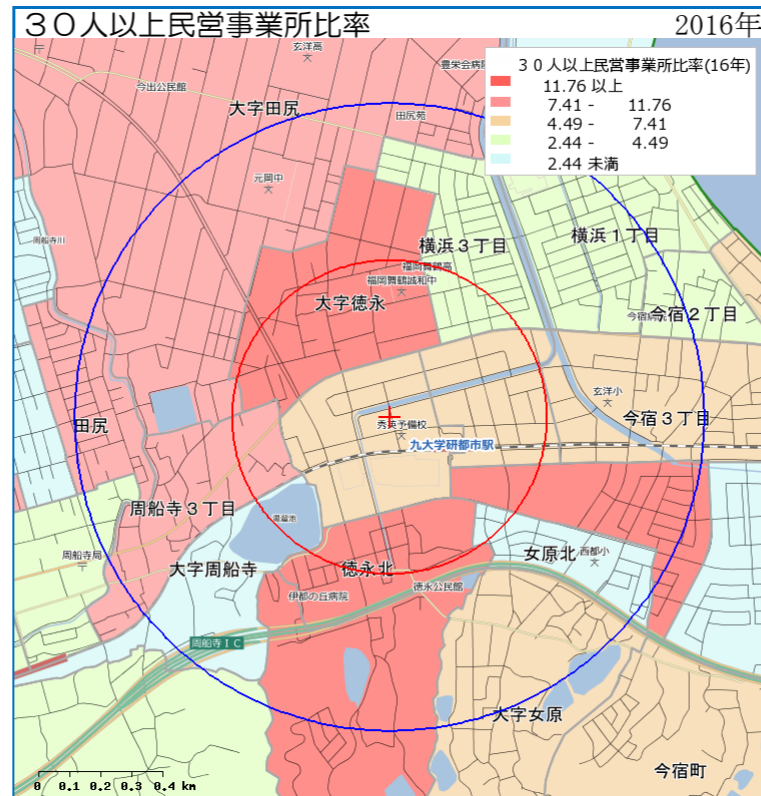 ３０人以上民営事業所比率
2016年
３０人以上民営事業所比率(16年)
11.76 以上
7.41 - 11.76
4.49 - 7.41
2.44 - 4.49
2.44 未満
玄洋高
豊栄会病院
今出公民館
大字田尻
田尻苑
元岡中
周船寺川
横浜３丁目
横浜１丁目
福岡舞鶴高
福岡舞鶴誠和中
大字徳永
今宿２丁目
玄洋小
田尻
秀英予備校
今宿３丁目
九大学研都市駅
周船寺３丁目
周船寺局
大字周船寺
徳永北
女原北
西都小
伊都の丘病院
徳永公民館
周船寺ＩＣ
大字女原
今宿町
0 0.1 0.2 0.3 0.4 km